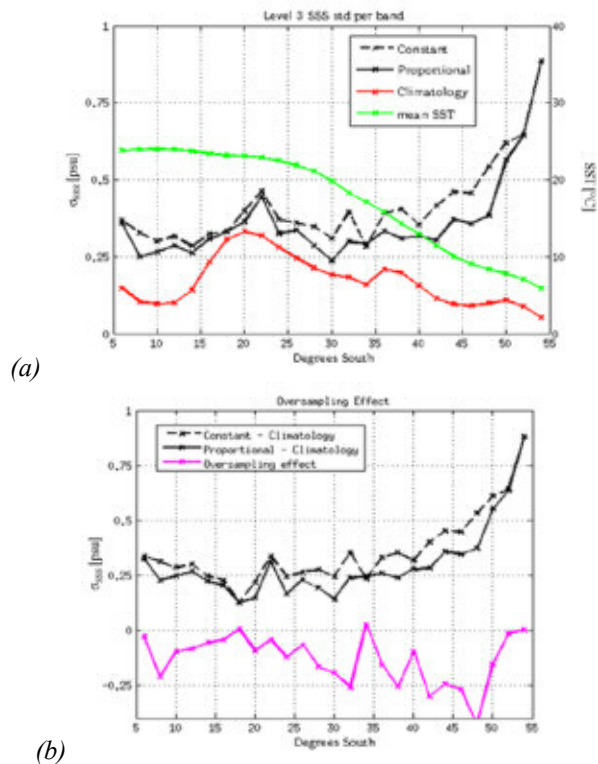 Level 3 SSS std per band
1
0.75
0.5
0.25
0
40
30
20
10
0
σSSS [psu]
SST[°C]
Constant
Proportional
Climatology
mean SST
5 10 15 20 25 30 35 40 45 50 55
Degrees South
(a)
Oversampling Effect
1
0.75
0.5
0.25
0
-0.25
σSSS [psu]
Constant - Climatology
Proportional - Climatology
Oversampling effect
5 10 15 20 25 30 35 40 45 50 55
Degrees South
(b)